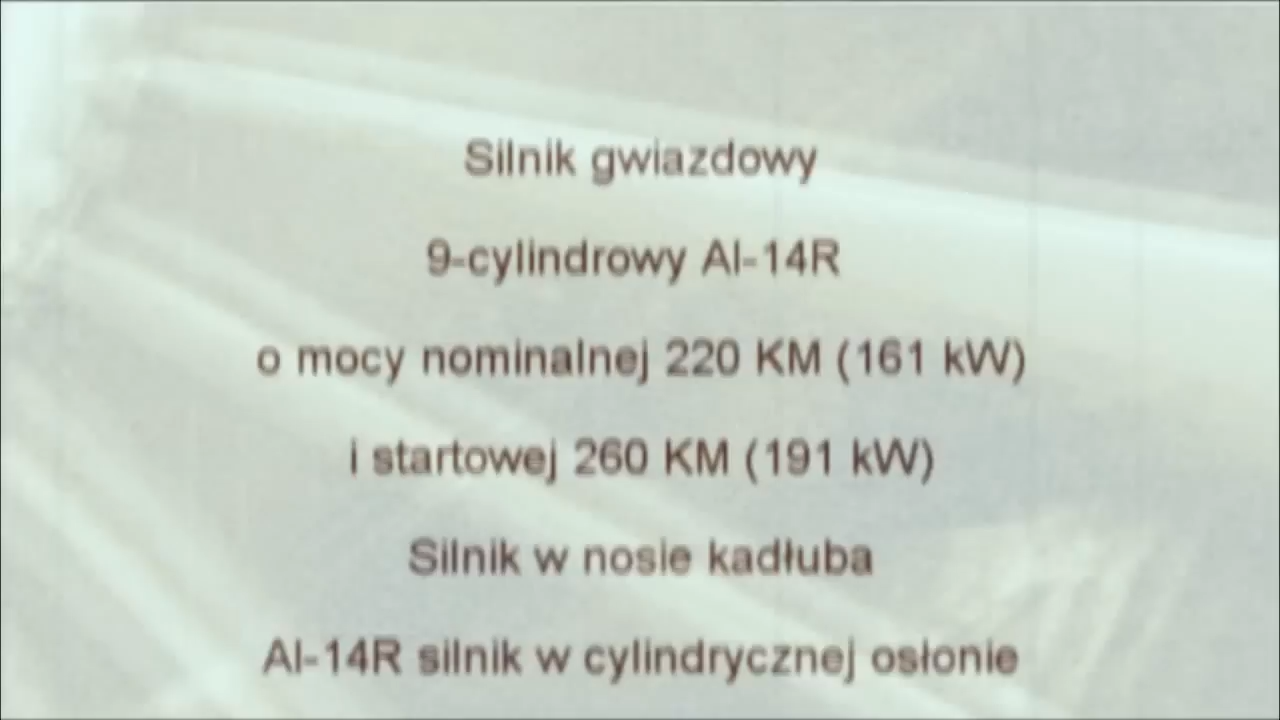 Silnik gwiazdowy
9-cylindrowy AI-14R
o mocy nominalnej 220 KM (161 kW)
i startowej 260 KM (191 kW)
Silnik w nosie kadłuba
AI-14R silnik w cylindrycznej osłonie